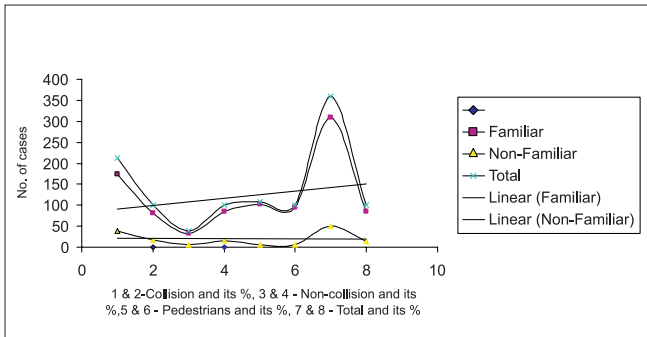 400
350
300
250
200
150
100
50
0
No. of cases
0 2 4 6 8 10
1 & 2-Collision and its %, 3 & 4 - Non-collision and its
%,5 & 6 - Pedestrians and its %, 7 & 8 - Total and its %
Familiar
Non-Familiar
Total
Linear (Familiar)
Linear (Non-Familiar)